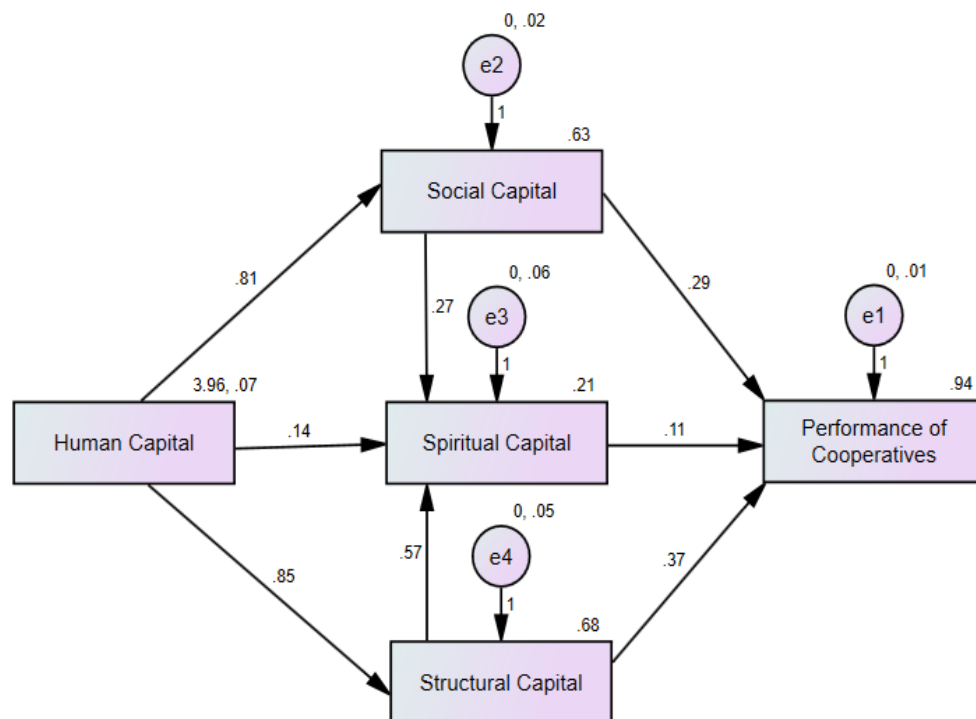 0, .02
e2
1
.63
Social Capital
.81
.27
0, .06
e3
1
.29
0, .01
e1
1
3.96, .07
.21
.94
Human Capital
.14
Spiritual Capital
.11
Performance of
Cooperatives
0, .05
.57
e4
.37
.85
1
.68
Structural Capital